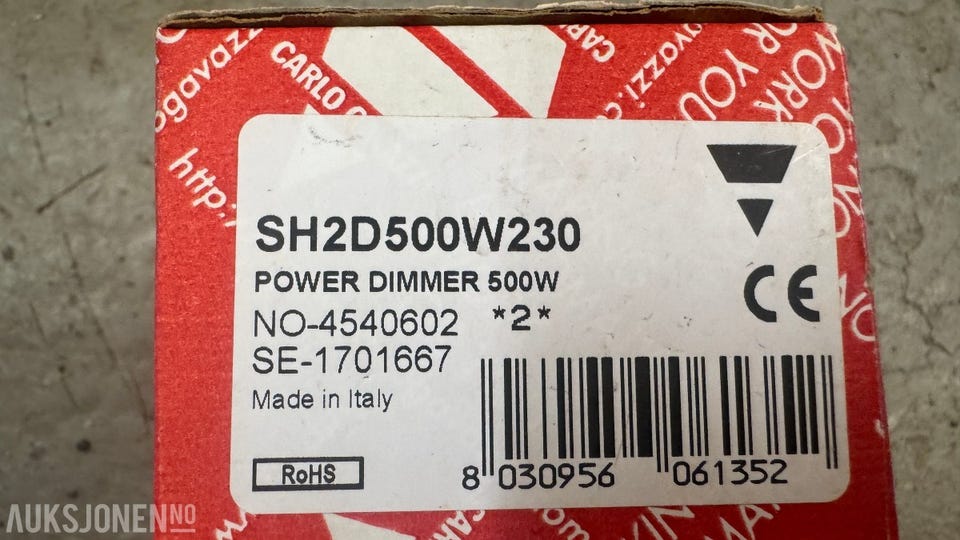 CARLO G
http:
SH2D500W230
POWER DIMMER 500W
NO-4540602 *2*
SE-1701667
Made in Italy
CE
RoHS
8 030956 061352
AUKSJONEN.NO